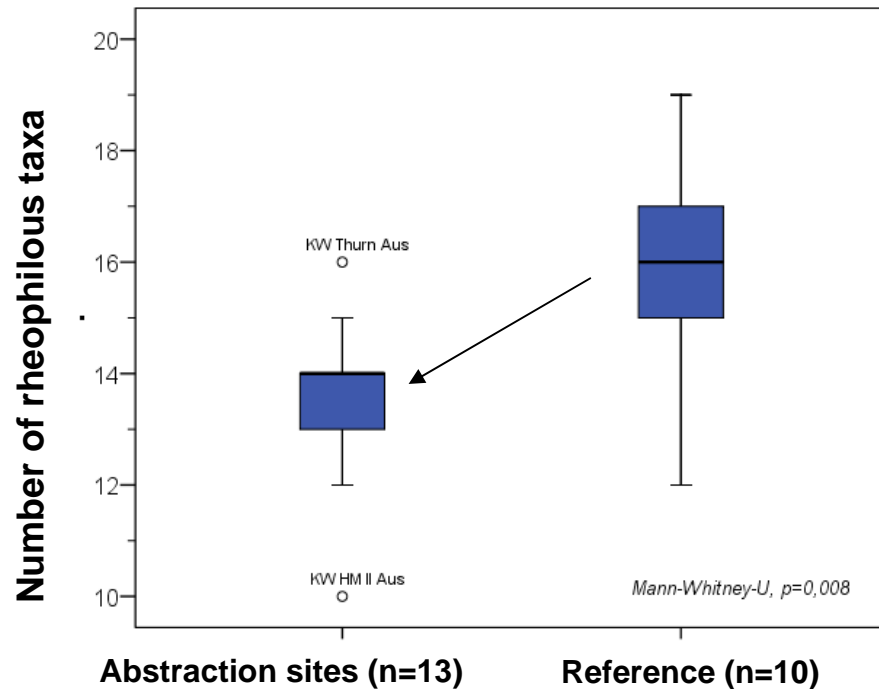 Number of rheophilous taxa
20
18
16
14
12
10
KW Thurn Aus
KW HM II Aus
Mann-Whitney-U, p=0,008
Abstraction sites (n=13)
Reference (n=10)